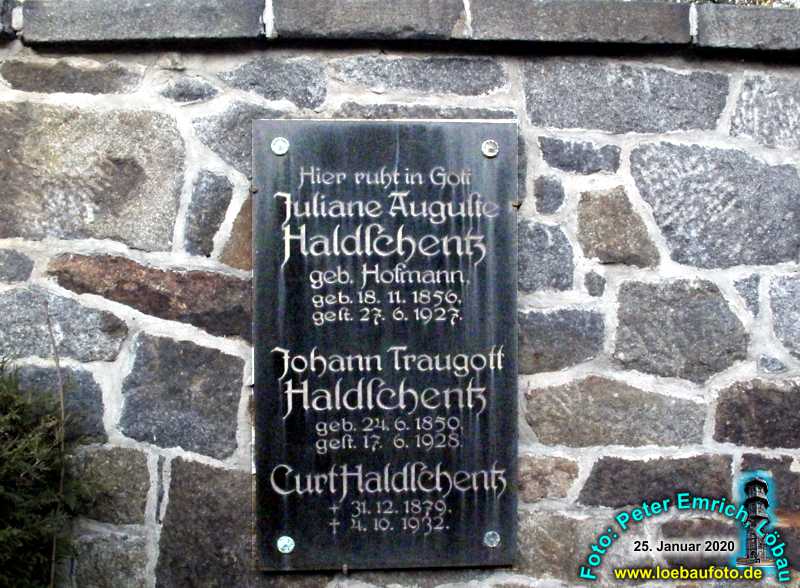 Hier ruht in Gott
Juliane Auguste
Haldſchentz
geb. Hofmann,
geb. 18. 11. 1856,
geſt. 27. 6. 1927.
Johann Traugott
Haldſchentz
geb. 24. 6. 1850,
geſt. 17. 6. 1928.
Curt Haldſchentz
+ 31. 12. 1879,
+ 4. 10. 1932.
Foto: Peter Emrich, Löbau
25. Januar 2020
www.loebaufoto.de